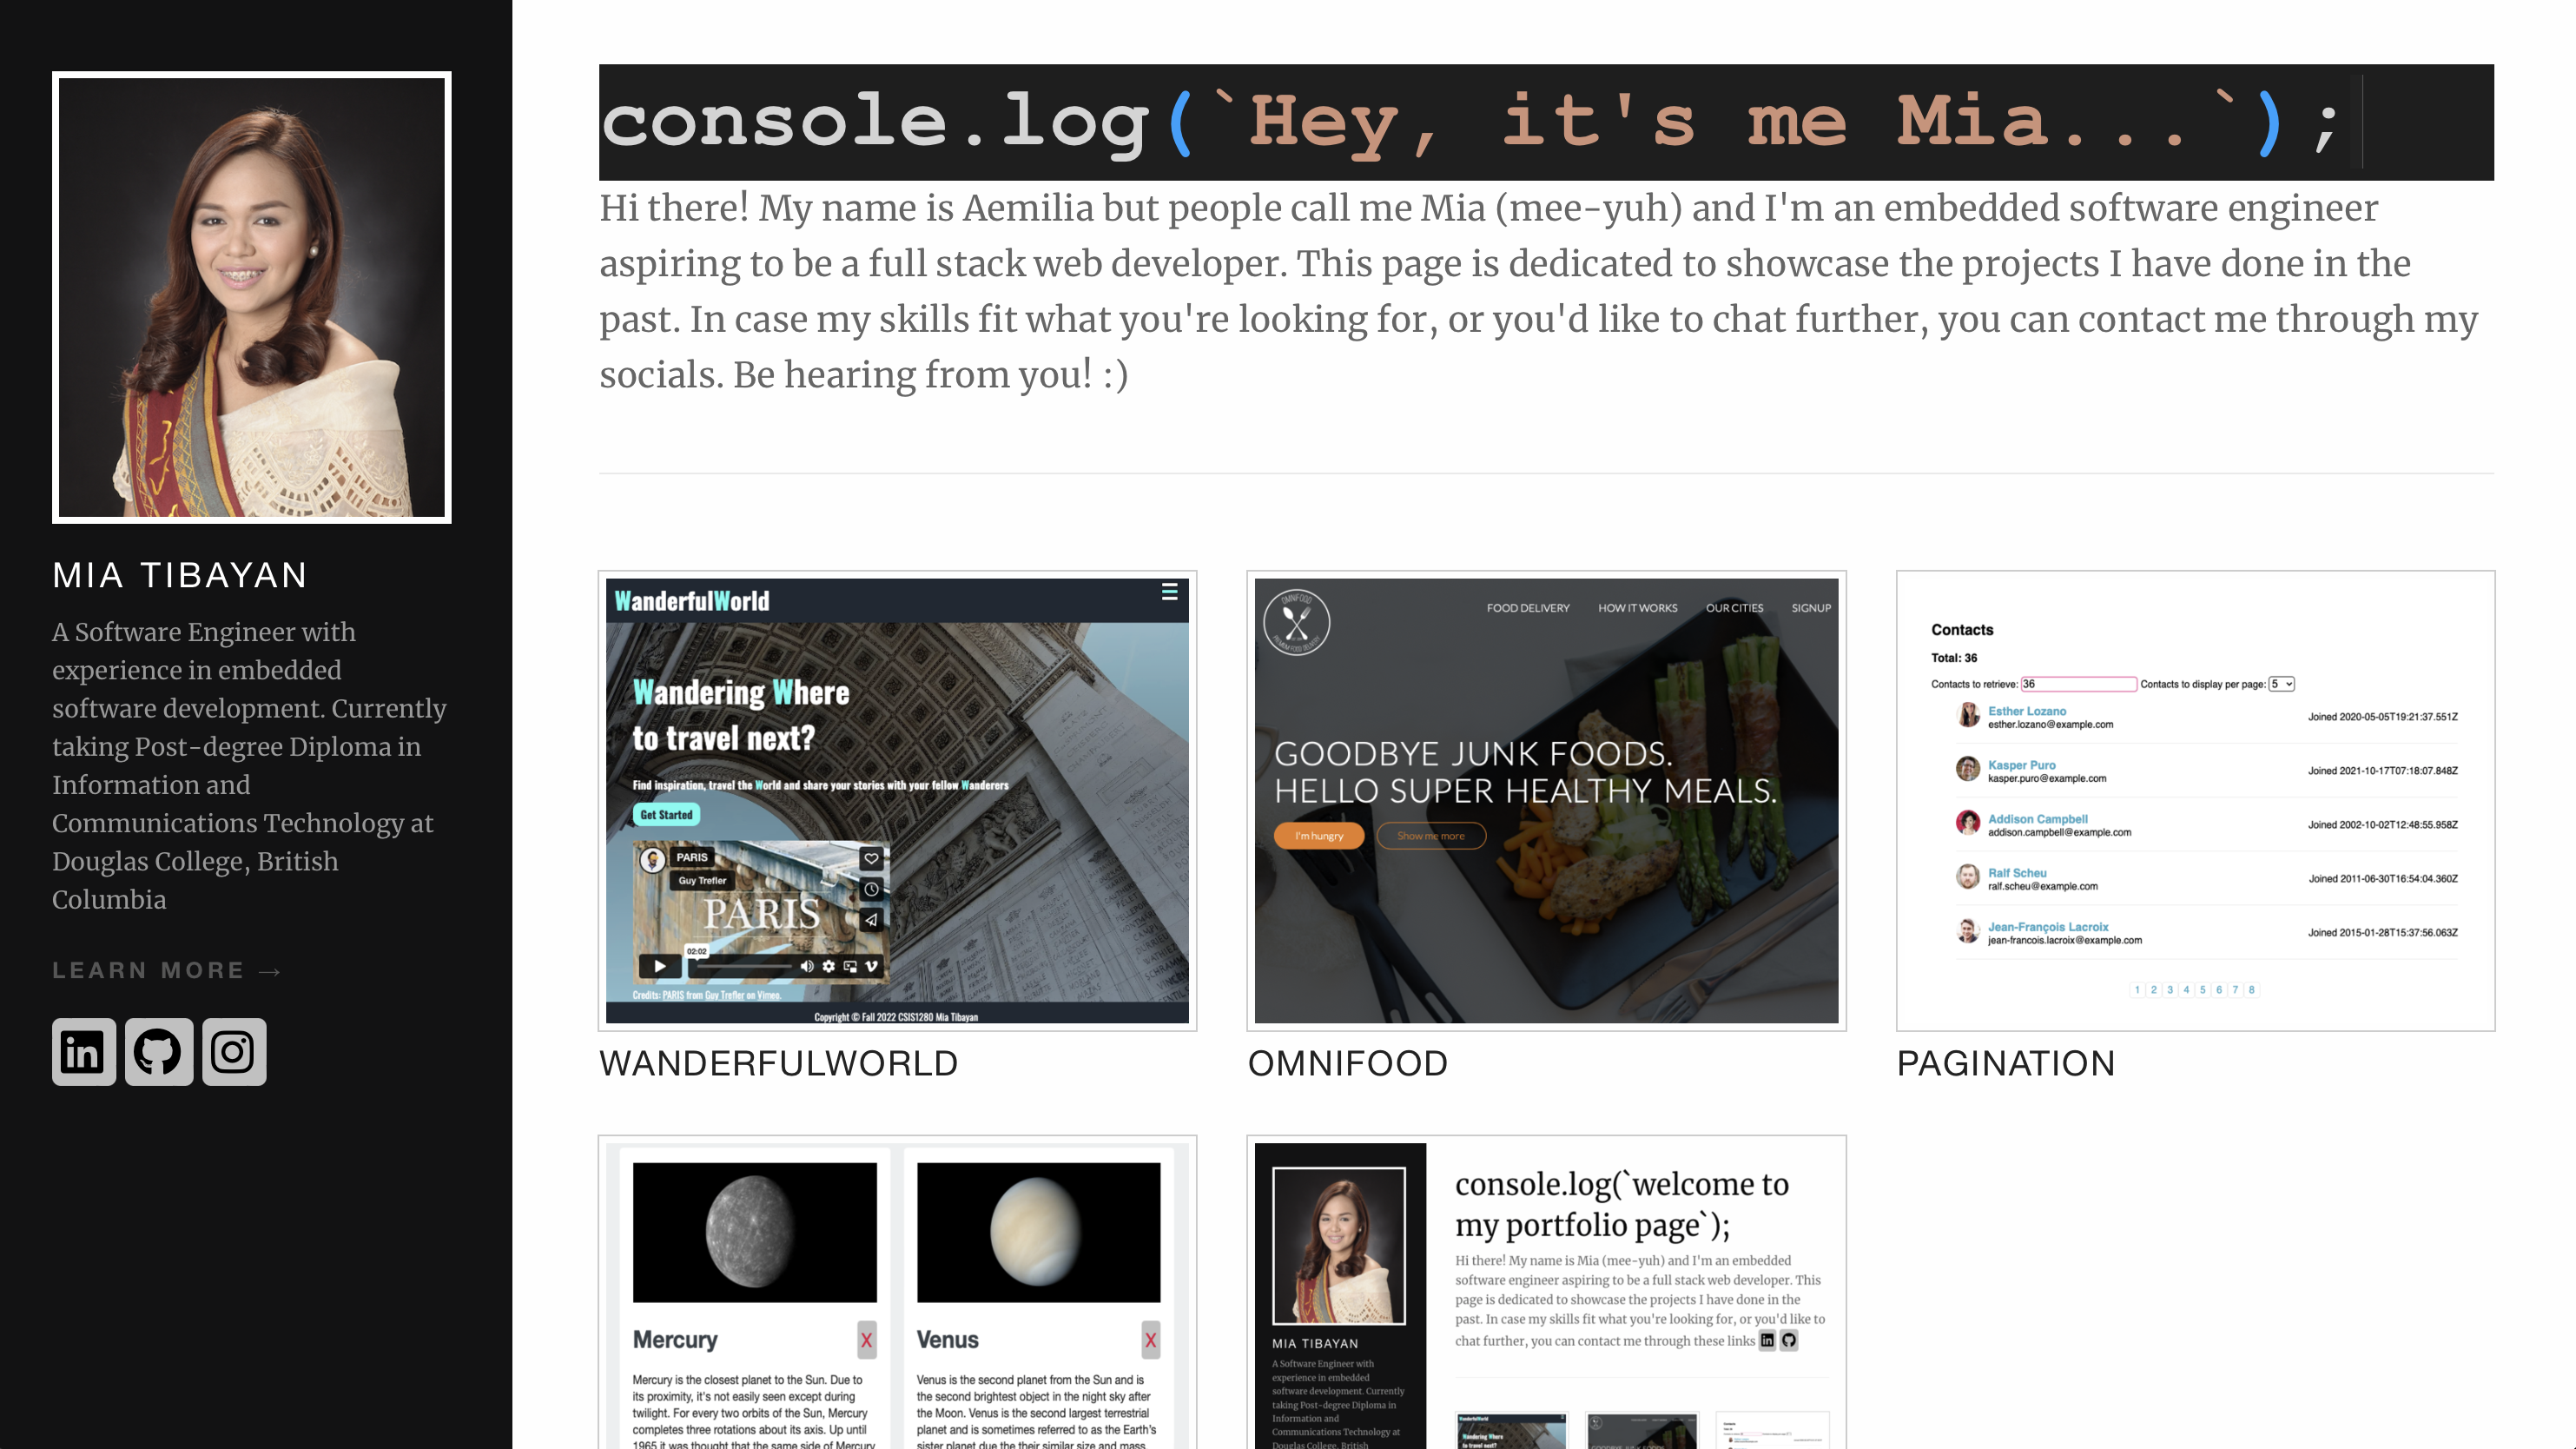 MIA TIBAYAN
A Software Engineer with
experience in embedded
software development. Currently
taking Post-degree Diploma in
Information and
Communications Technology at
Douglas College, British
Columbia
LEARN MORE →
console.log(`Hey, it's me Mia...`);
Hi there! My name is Aemilia but people call me Mia (mee-yuh) and I'm an embedded software engineer
aspiring to be a full stack web developer. This page is dedicated to showcase the projects I have done in the
past. In case my skills fit what you're looking for, or you'd like to chat further, you can contact me through my
socials. Be hearing from you! :)
WanderfulWorld
Wandering Where
to travel next?
Find inspiration, travel the World and share your stories with your fellow Wanderers
Get Started
PARIS
Guy Trefler
PARIS
02:02
Credits: PARIS from Guy Trefler on Vimeo.
Copyright © Fall 2022 CSIS1280 Mia Tibayan
WANDERFULWORLD
OMNIFOOD
PREMIUM FOOD DELIVERY
FOOD DELIVERY HOW IT WORKS OUR CITIES SIGNUP
GOODBYE JUNK FOODS.
HELLO SUPER HEALTHY MEALS.
I'm hungry Show me more
OMNIFOOD
Contacts
Total: 36
Contacts to retrieve: 36 Contacts to display per page: 5
Esther Lozano
esther.lozano@example.com
Joined 2020-05-05T19:21:37.551Z
Kasper Puro
kasper.puro@example.com
Joined 2021-10-17T07:18:07.848Z
Addison Campbell
addison.campbell@example.com
Joined 2002-10-02T12:48:55.958Z
Ralf Scheu
ralf.scheu@example.com
Joined 2011-06-30T16:54:04.360Z
Jean-François Lacroix
jean-francois.lacroix@example.com
Joined 2015-01-28T15:37:56.063Z
1 2 3 4 5 6 7 8
PAGINATION
Mercury X
Mercury is the closest planet to the Sun. Due to
its proximity, it's not easily seen except during
twilight. For every two orbits of the Sun, Mercury
completes three rotations about its axis. Up until
1965 it was thought that the same side of Mercury
Venus X
Venus is the second planet from the Sun and is
the second brightest object in the night sky after
the Moon. Venus is the second largest terrestrial
planet and is sometimes referred to as the Earth's
sister planet due the their similar size and mass.
MIA TIBAYAN
A Software Engineer with
experience in embedded
software development. Currently
taking Post-degree Diploma in
Information and
Communications Technology at
Douglas College, British
console.log(`welcome to
my portfolio page`);
Hi there! My name is Mia (mee-yuh) and I'm an embedded
software engineer aspiring to be a full stack web developer. This
page is dedicated to showcase the projects I have done in the
past. In case my skills fit what you're looking for, or you'd like to
chat further, you can contact me through these links
WanderfulWorld
Wandering Where
to travel next?